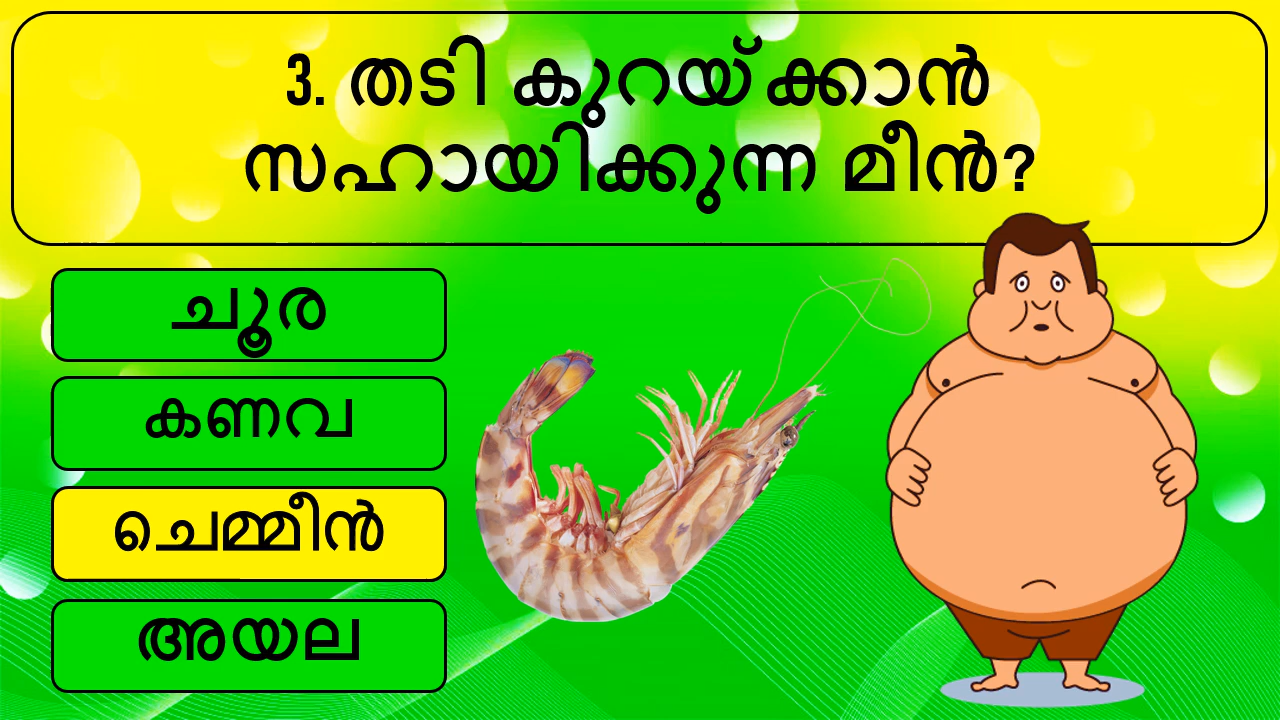 3. തടി കുറയ്ക്കാൻ
സഹായിക്കുന്ന മീൻ?
ചൂര
കണവ
ചെമ്മീൻ
അയല